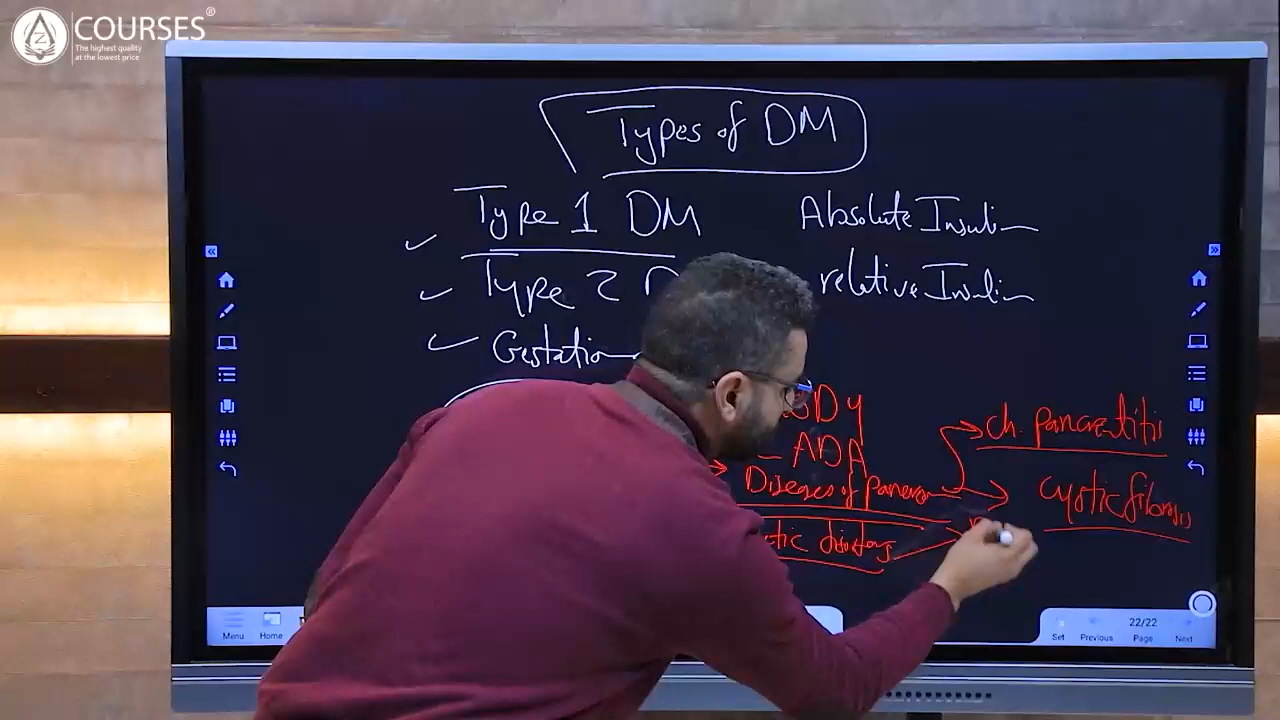 COURSES®
The highest quality
at the lowest price
Types of DM
Type 1 DM Absolute Insulin
Type 2 D relative Insulin
Gestation
ODY
- ADA
ch. pancreatitis
Diseases of pancreas
cystic fibrosis
Menu Home Set Previous 22/22 Page Next